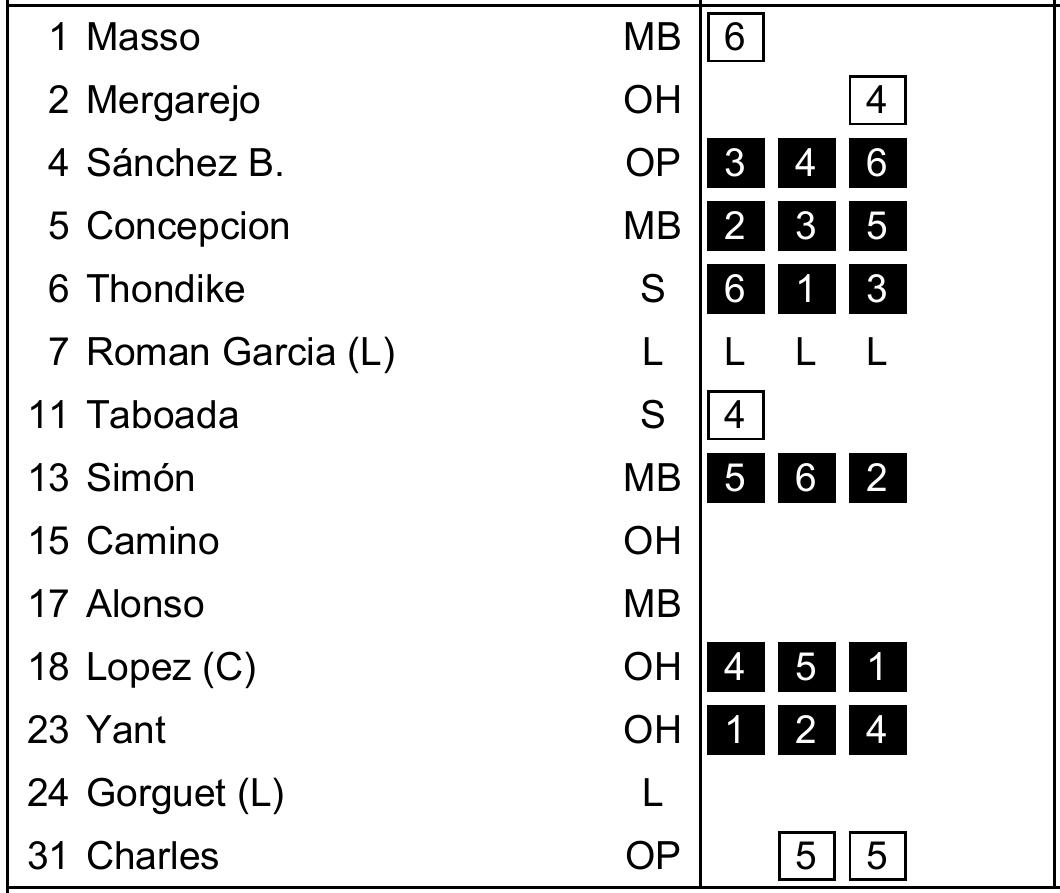 1 Masso MB 6
2 Mergarejo OH 4
4 Sánchez B. OP 3 4 6
5 Concepcion MB 2 3 5
6 Thondike S 6 1 3
7 Roman Garcia (L) L L L L
11 Taboada S 4
13 Simón MB 5 6 2
15 Camino OH
17 Alonso MB
18 Lopez (C) OH 4 5 1
23 Yant OH 1 2 4
24 Gorguet (L) L
31 Charles OP 5 5